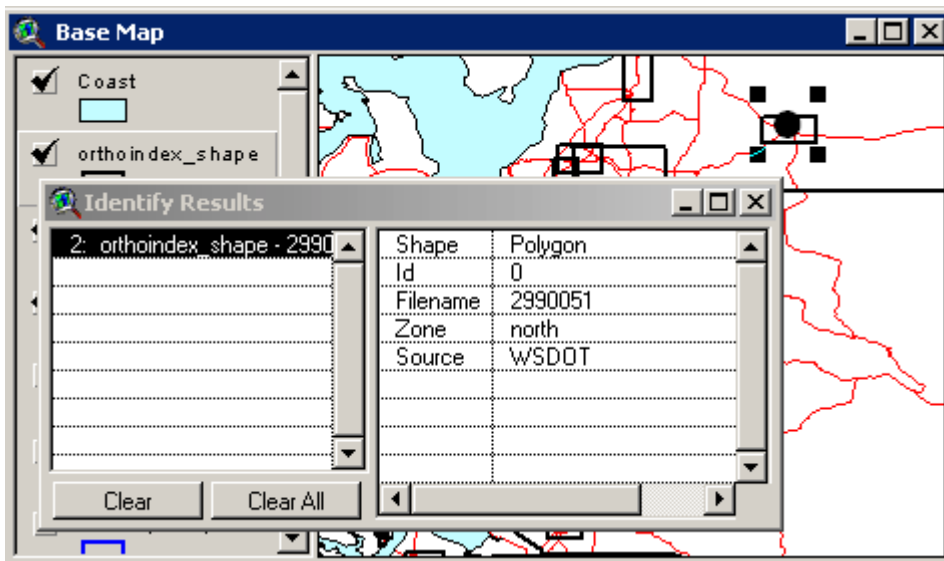 Base Map
Coast
orthoindex_shape
Identify Results
2: orthoindex_shape - 2990
Shape Polygon
Id 0
Filename 2990051
Zone north
Source WSDOT
Clear Clear All